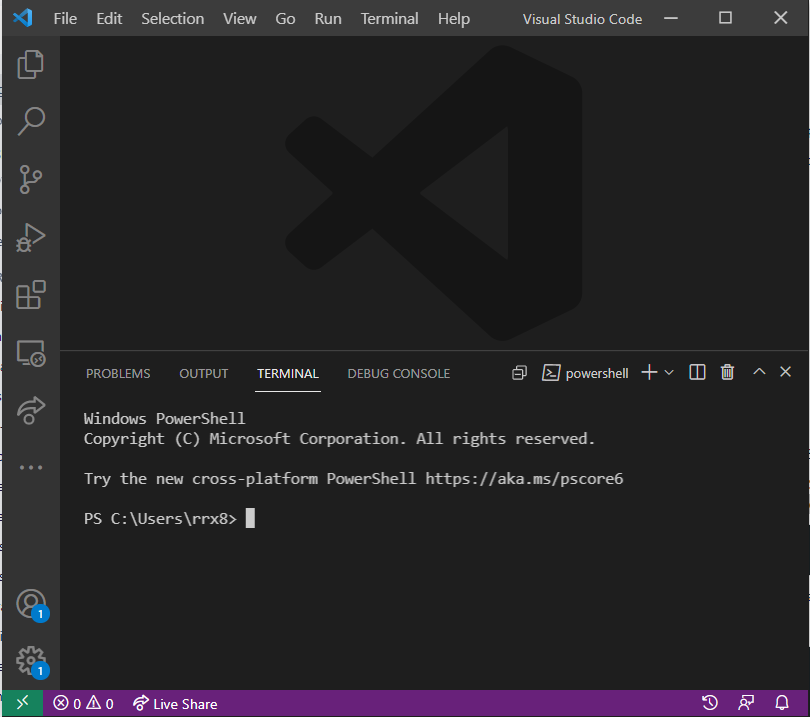 File Edit Selection View Go Run Terminal Help Visual Studio Code
PROBLEMS OUTPUT TERMINAL DEBUG CONSOLE powershell
Windows PowerShell
Copyright (C) Microsoft Corporation. All rights reserved.
Try the new cross-platform PowerShell https://aka.ms/pscore6
PS C:\Users\rrx8>
1
1
0 0 Live Share